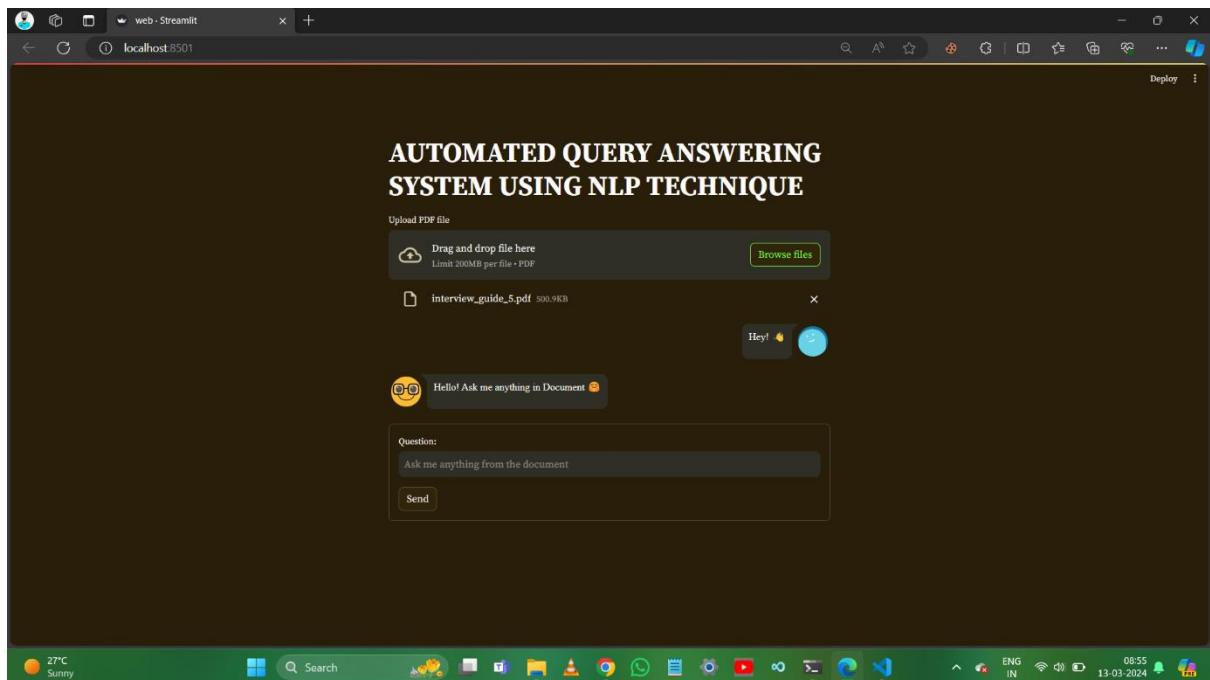 web - Streamlit
localhost:8501
Deploy
AUTOMATED QUERY ANSWERING
SYSTEM USING NLP TECHNIQUE
Upload PDF file
Drag and drop file here
Limit 200MB per file • PDF
Browse files
interview_guide_5.pdf 500.9KB
Hey! 👋
Hello! Ask me anything in Document 🤗
Question:
Ask me anything from the document
Send
27°C
Sunny
Search
ENG
IN
08:55
13-03-2024